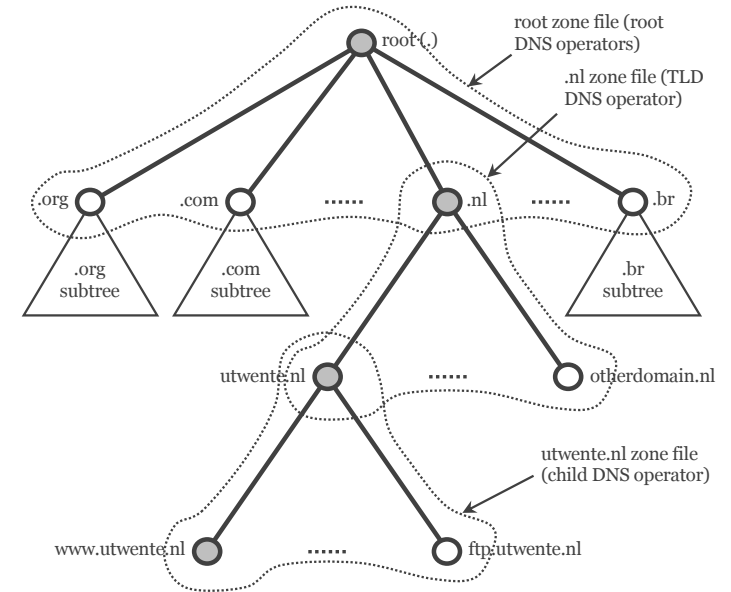 root zone file (root
DNS operators)
root (.)
.nl zone file (TLD
DNS operator)
.org
.com
......
.nl
......
.br
.org
subtree
.com
subtree
.br
subtree
utwente.nl
......
otherdomain.nl
utwente.nl zone file
(child DNS operator)
www.utwente.nl
......
ftp.utwente.nl